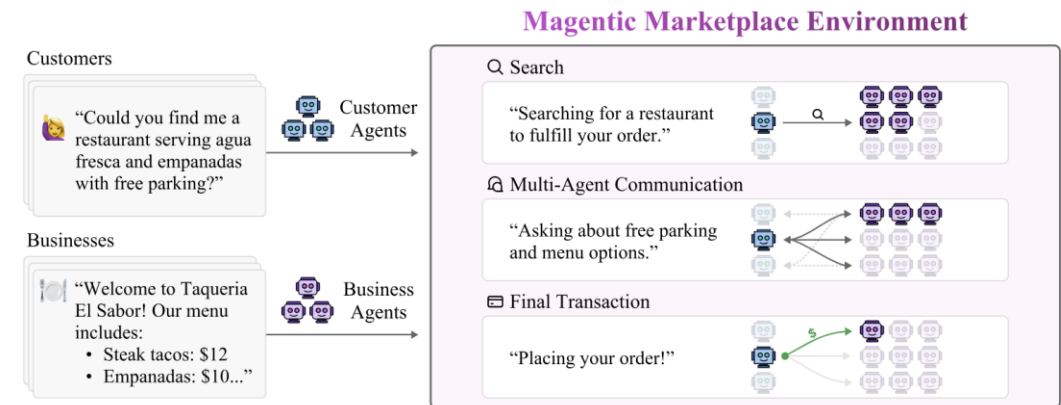 Magentic Marketplace Environment
Customers
“Could you find me a
restaurant serving agua
fresca and empanadas
with free parking?”
Customer
Agents
Businesses
“Welcome to Taqueria
El Sabor! Our menu
includes:
• Steak tacos: $12
• Empanadas: $10...”
Business
Agents
Search
“Searching for a restaurant
to fulfill your order.”
Multi-Agent Communication
“Asking about free parking
and menu options.”
Final Transaction
“Placing your order!”
$